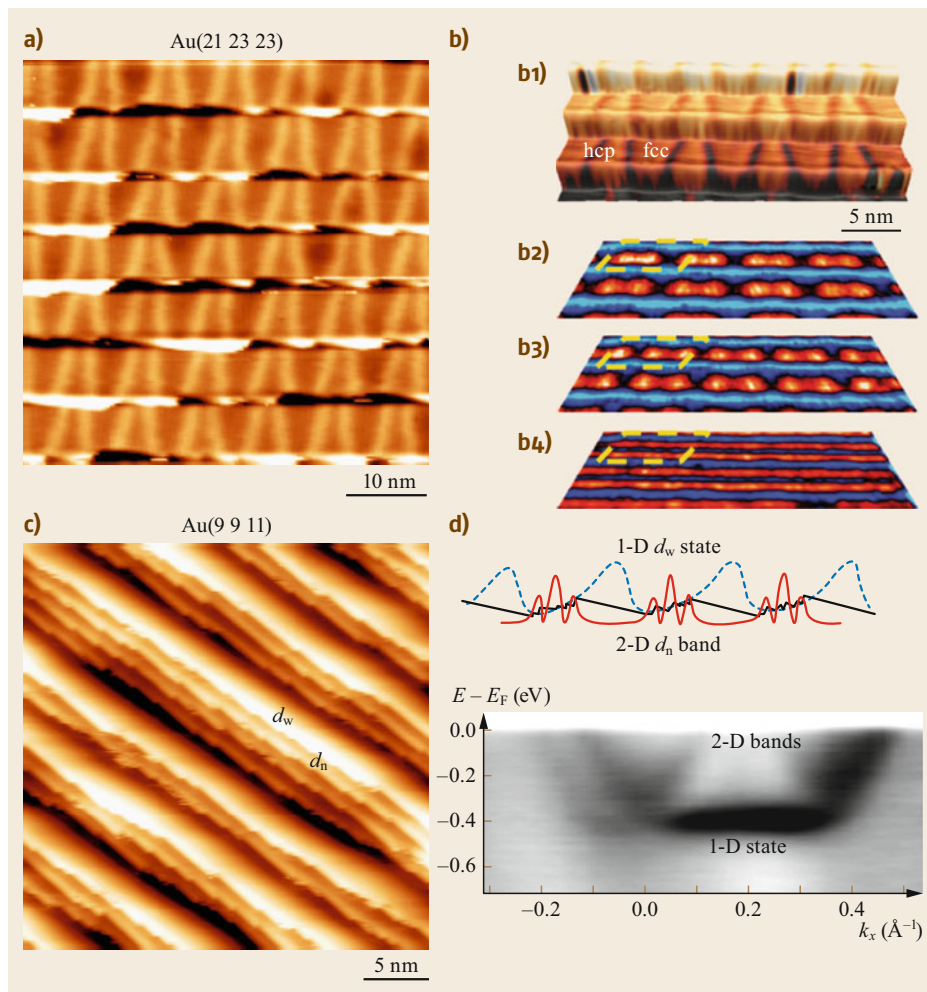 a)
Au(21 23 23)
10 nm
b)
b1)
hcp fcc
5 nm
b2)
b3)
b4)
c)
Au(9 9 11)
d_w
d_n
5 nm
d)
1-D d_w state
2-D d_n band
E – E_F (eV)
0.0
–0.2
–0.4
–0.6
2-D bands
1-D state
–0.2 0.0 0.2 0.4
k_x (Å⁻¹)